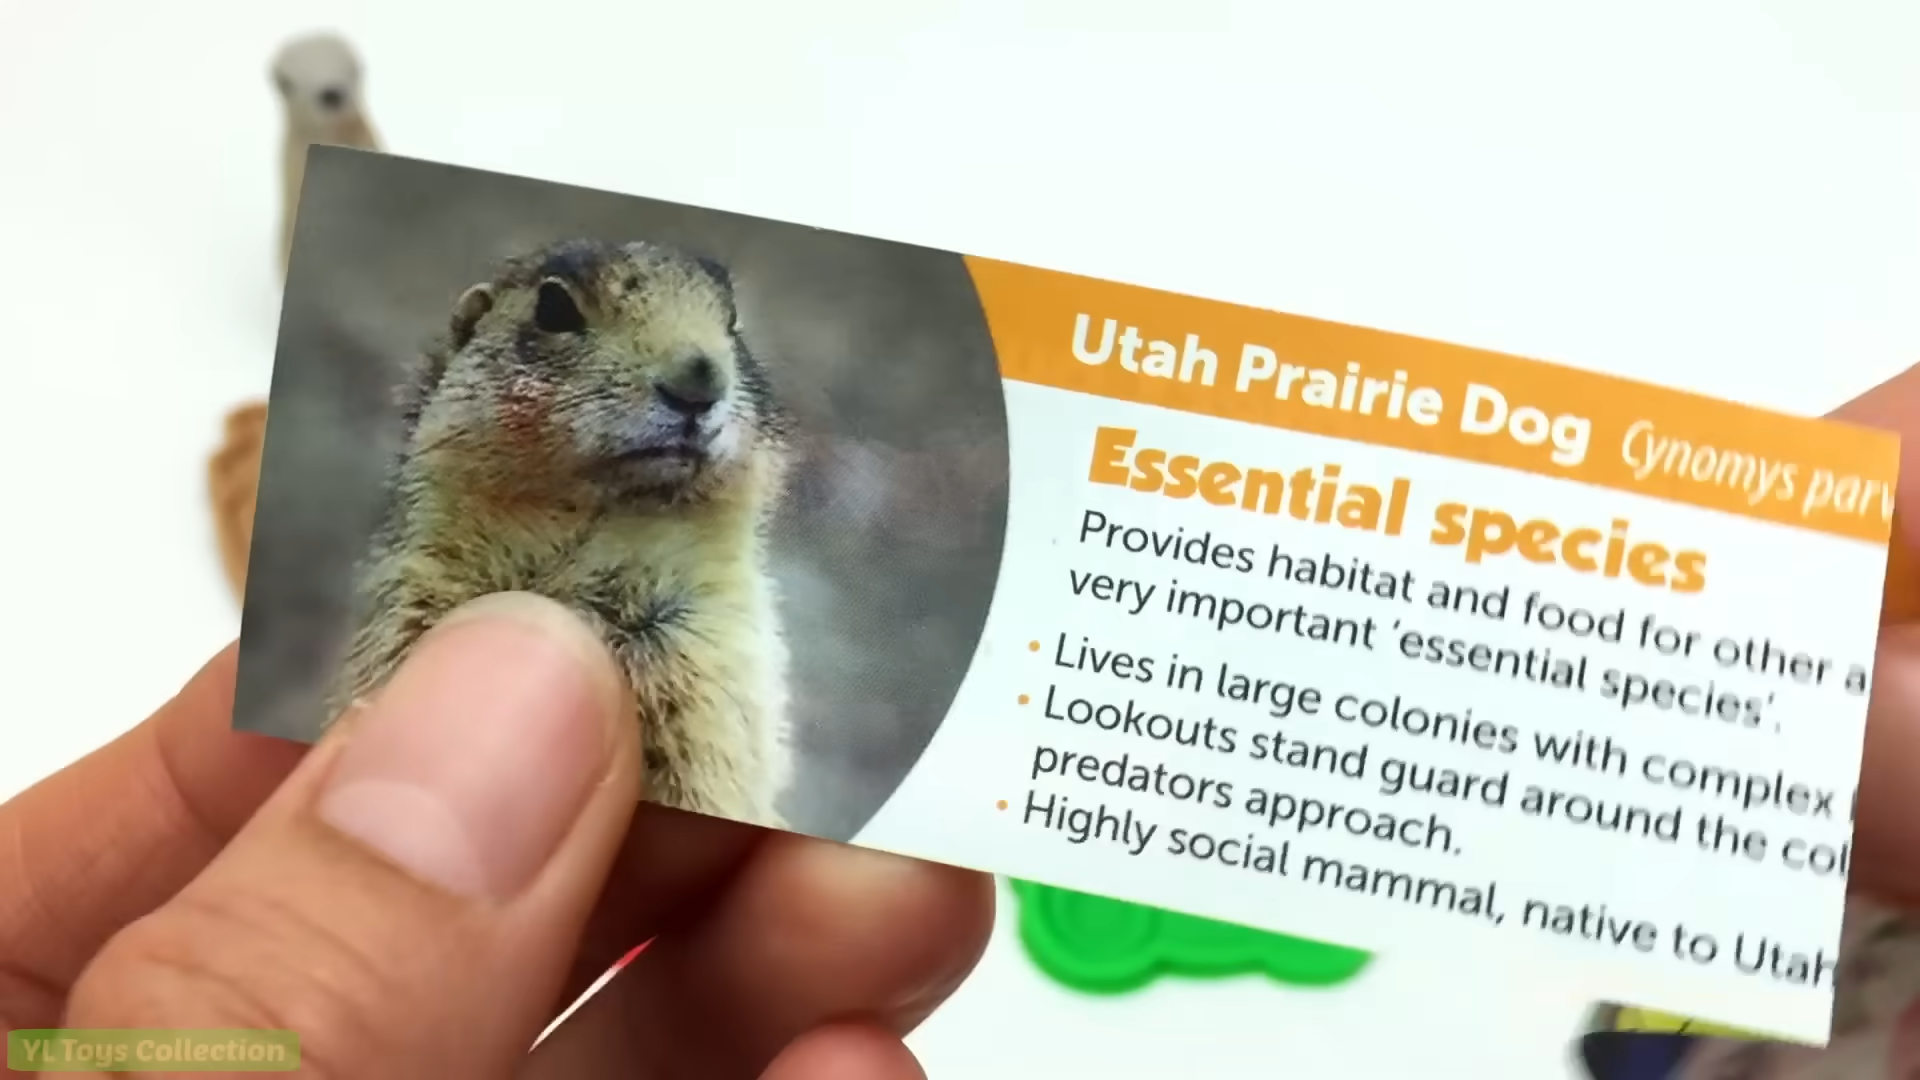 Utah Prairie Dog Cynomys parv
Essential species
Provides habitat and food for other a
very important ‘essential species’.
• Lives in large colonies with complex
• Lookouts stand guard around the col
predators approach.
• Highly social mammal, native to Utah
YL Toys Collection